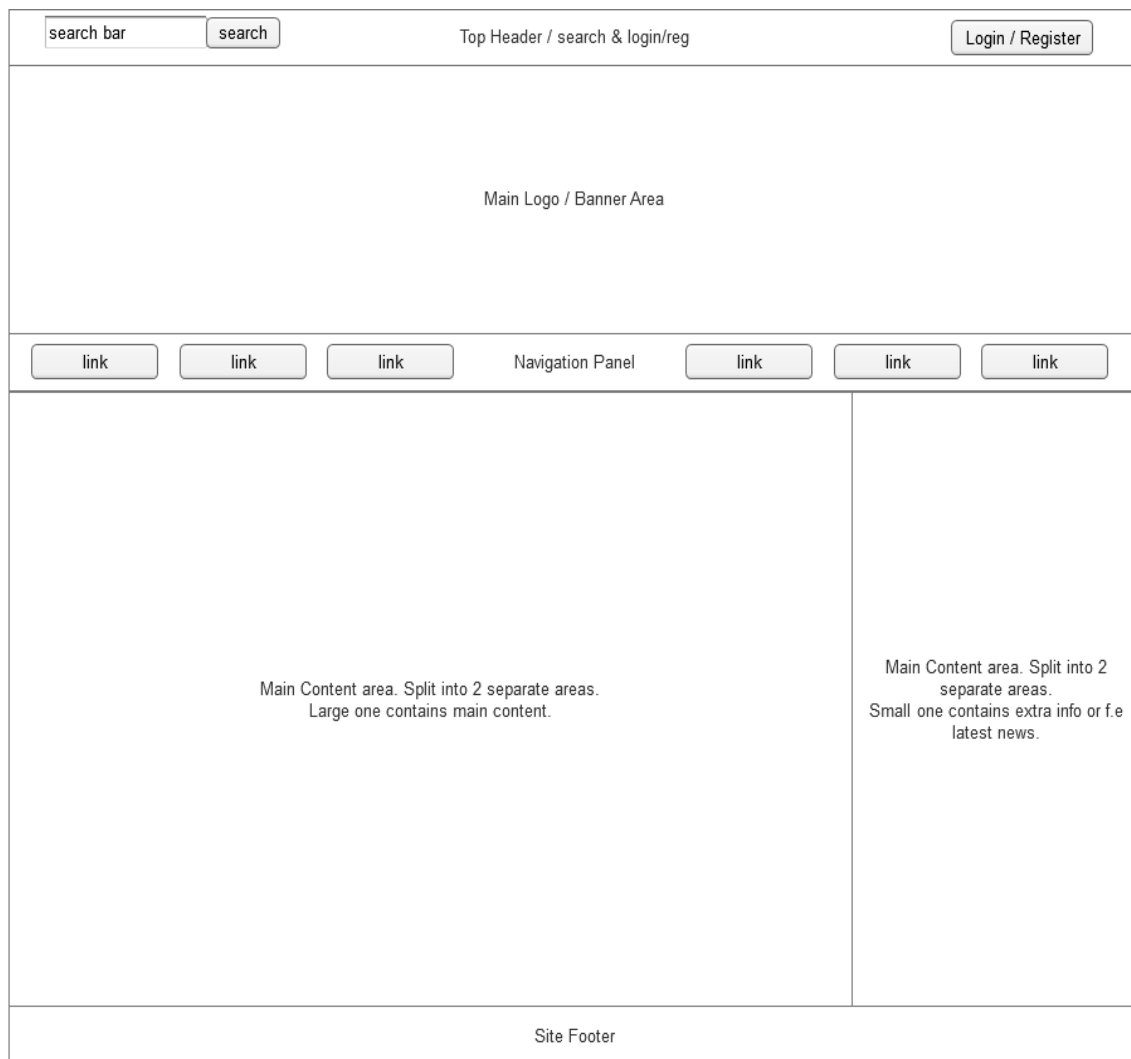 search bar
search
Top Header / search & login/reg
Login / Register
Main Logo / Banner Area
link
link
link
Navigation Panel
link
link
link
Main Content area. Split into 2 separate areas.
Large one contains main content.
Main Content area. Split into 2
separate areas.
Small one contains extra info or f.e
latest news.
Site Footer